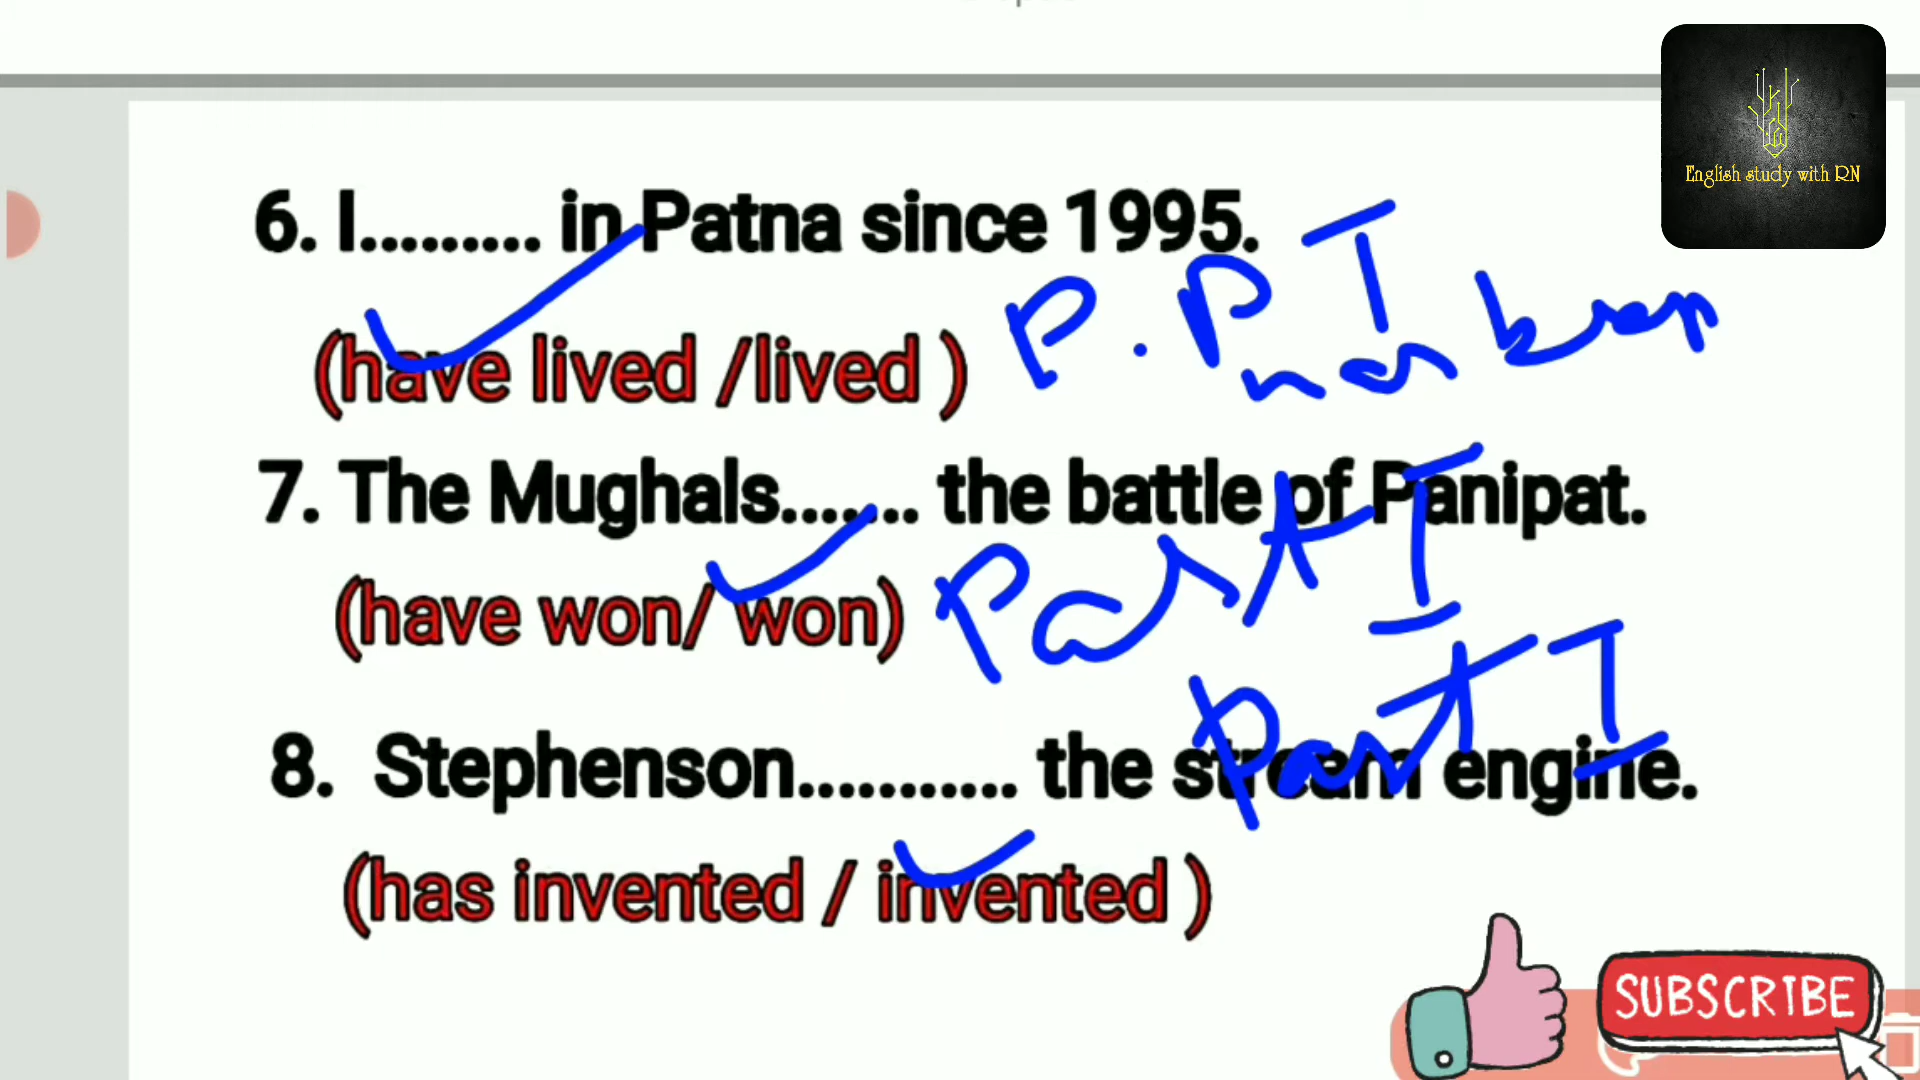 English study with RN
6. I......... in Patna since 1995.
(have lived /lived )
P. P T
7. The Mughals....... the battle of Panipat.
(have won/ won)
Past I
8. Stephenson........... the stream engine.
Past I
(has invented / invented )
SUBSCRIBE